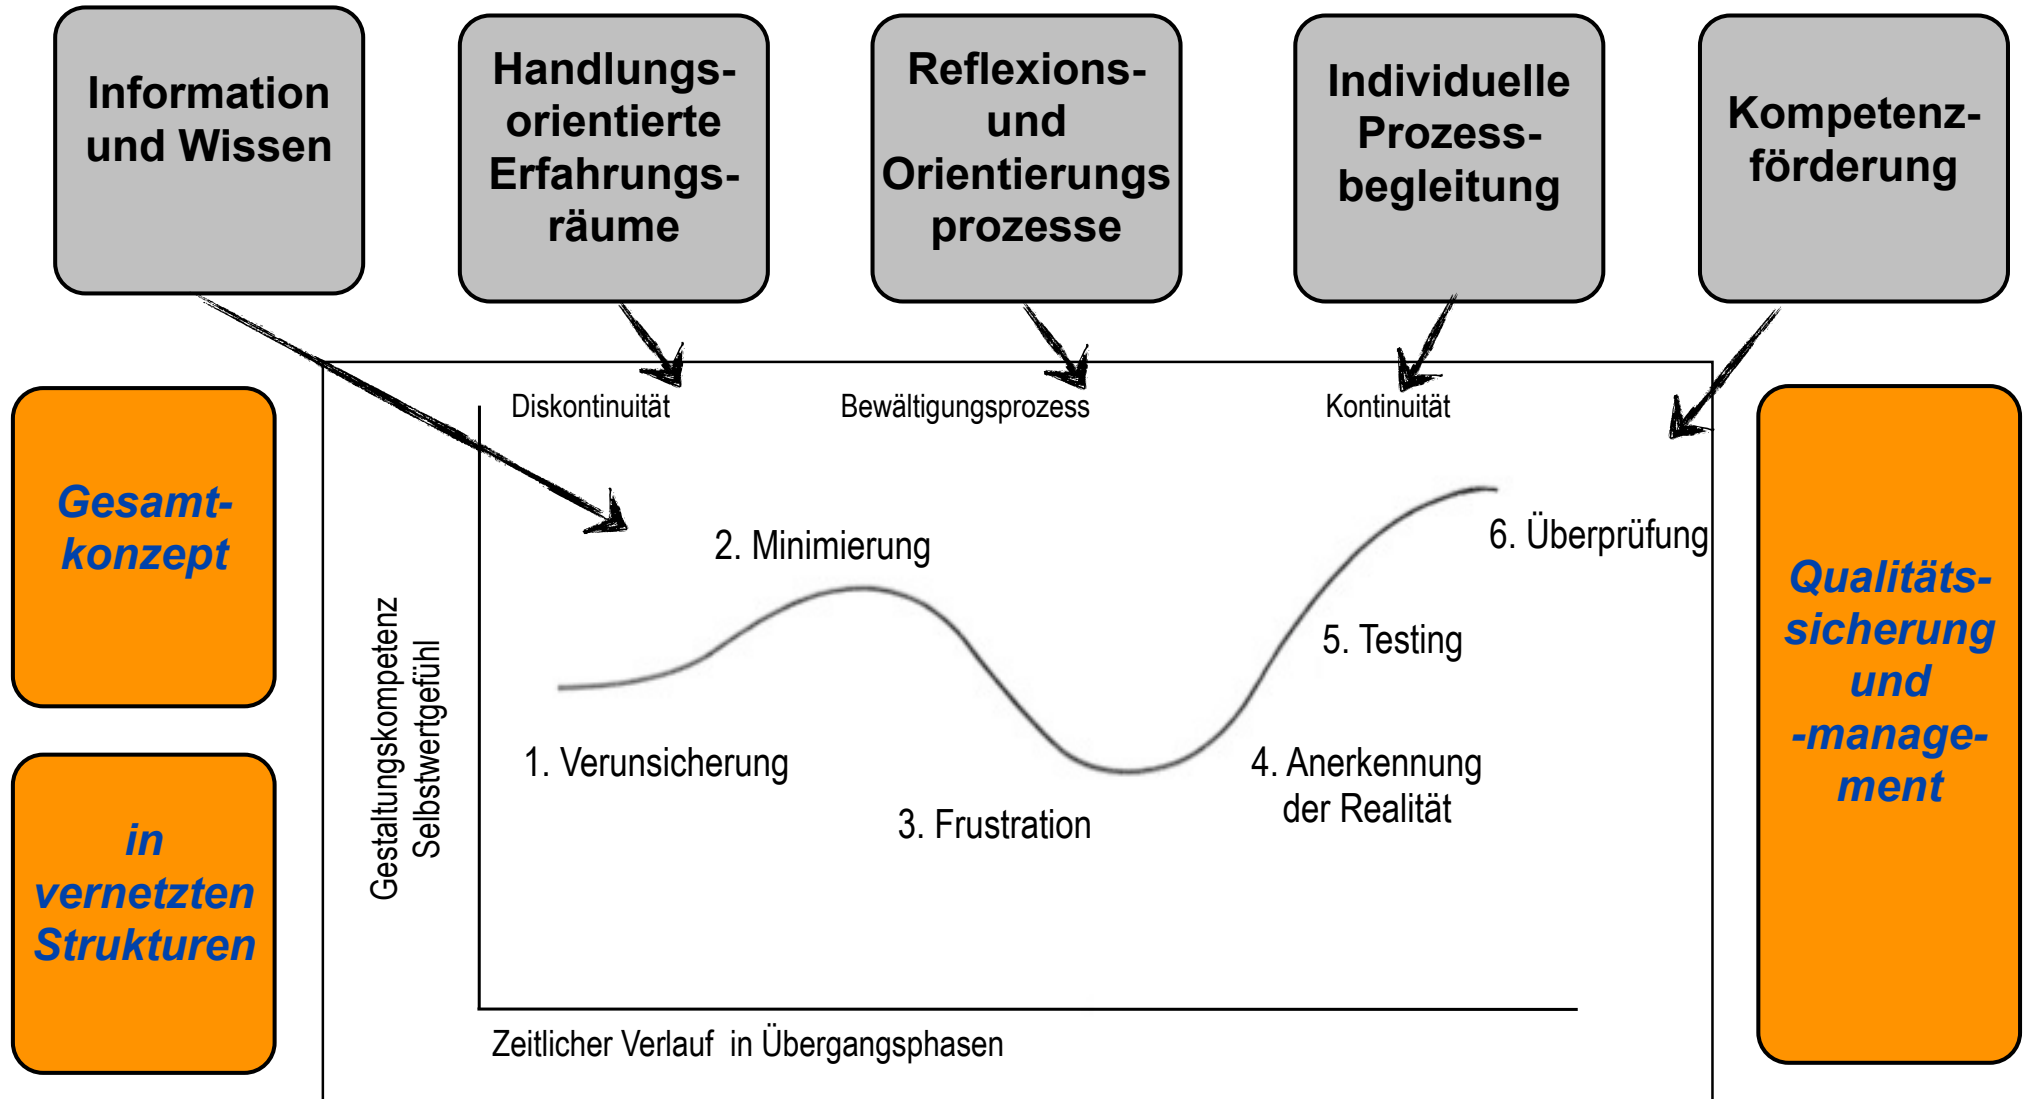 Information
und Wissen
Handlungs-
orientierte
Erfahrungs-
räume
Reflexions-
und
Orientierungs
prozesse
Individuelle
Prozess-
begleitung
Kompetenz-
förderung
Gesamt-
konzept
in
vernetzten
Strukturen
Diskontinuität
Bewältigungsprozess
Kontinuität
Gestaltungskompetenz
Selbstwertgefühl
1. Verunsicherung
2. Minimierung
3. Frustration
4. Anerkennung
der Realität
5. Testing
6. Überprüfung
Zeitlicher Verlauf  in Übergangsphasen
Qualitäts-
sicherung
und
-manage-
ment